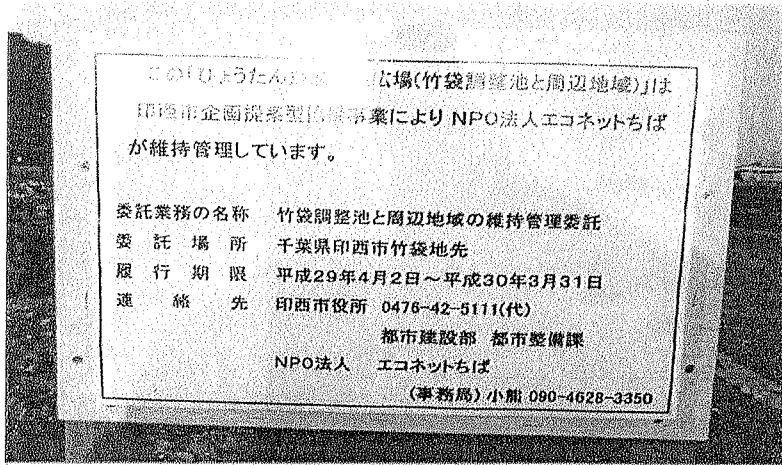 この「ひょうたん 広場(竹袋調整池と周辺地域)」は
印西市企画提案型協働事業により NPO法人エコネットちば
が維持管理しています。
委託業務の名称 竹袋調整池と周辺地域の維持管理委託
委託場所 千葉県印西市竹袋地先
履行期限 平成29年4月2日～平成30年3月31日
連絡先 印西市役所 0476-42-5111(代)
都市建設部 都市整備課
NPO法人 エコネットちば
(事務局) 小熊 090-4628-3350